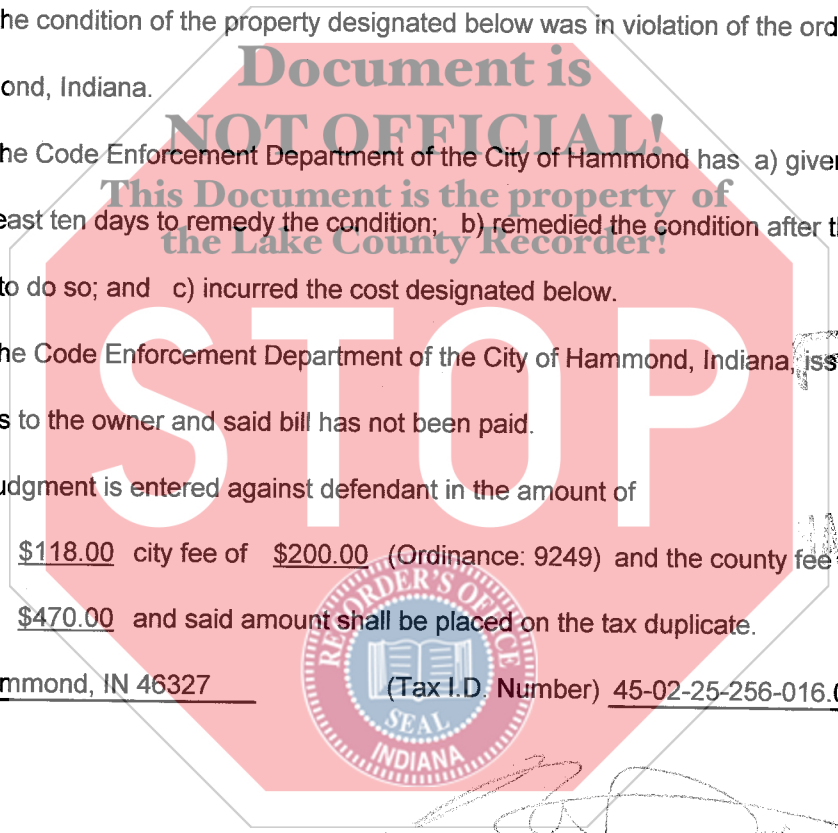 he condition of the property designated below was in violation of the ord
Document is
ond, Indiana.
NOT OFFICIAL!
he Code Enforcement Department of the City of Hammond has a) given
This Document is the property of
east ten days to remedy the condition; b) remedied the condition after th
the Lake County Recorder!
to do so; and c) incurred the cost designated below.
STOP
he Code Enforcement Department of the City of Hammond, Indiana, iss
s to the owner and said bill has not been paid.
udgment is entered against defendant in the amount of
$118.00 city fee of $200.00 (Ordinance: 9249) and the county fee
$470.00 and said amount shall be placed on the tax duplicate.
mmond, IN 46327 (Tax I.D. Number) 45-02-25-256-016.0
RECORDER'S OFFICE
SEAL
INDIANA